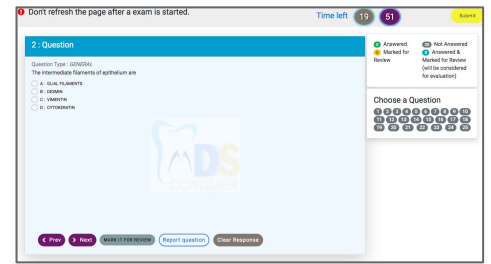 Don't refresh the page after a exam is started.
Time left 19 51
Submit
2 : Question
Question Type : GENERAL
The intermediate filaments of epithelium are
A : GLIAL FILAMENTS
B : DESMIN
C : VIMENTIN
D : CYTOKERATIN
MDS
CONQUER
Prev
Next
MARK IT FOR REVIEW
Report question
Clear Response
Answered
Not Answered
Marked for Review
Answered & Marked for Review (will be considered for evaluation)
Choose a Question
1 2 3 4 5 6 7 8 9 10
11 12 13 14 15 16 17 18
19 20 21 22 23 24 25